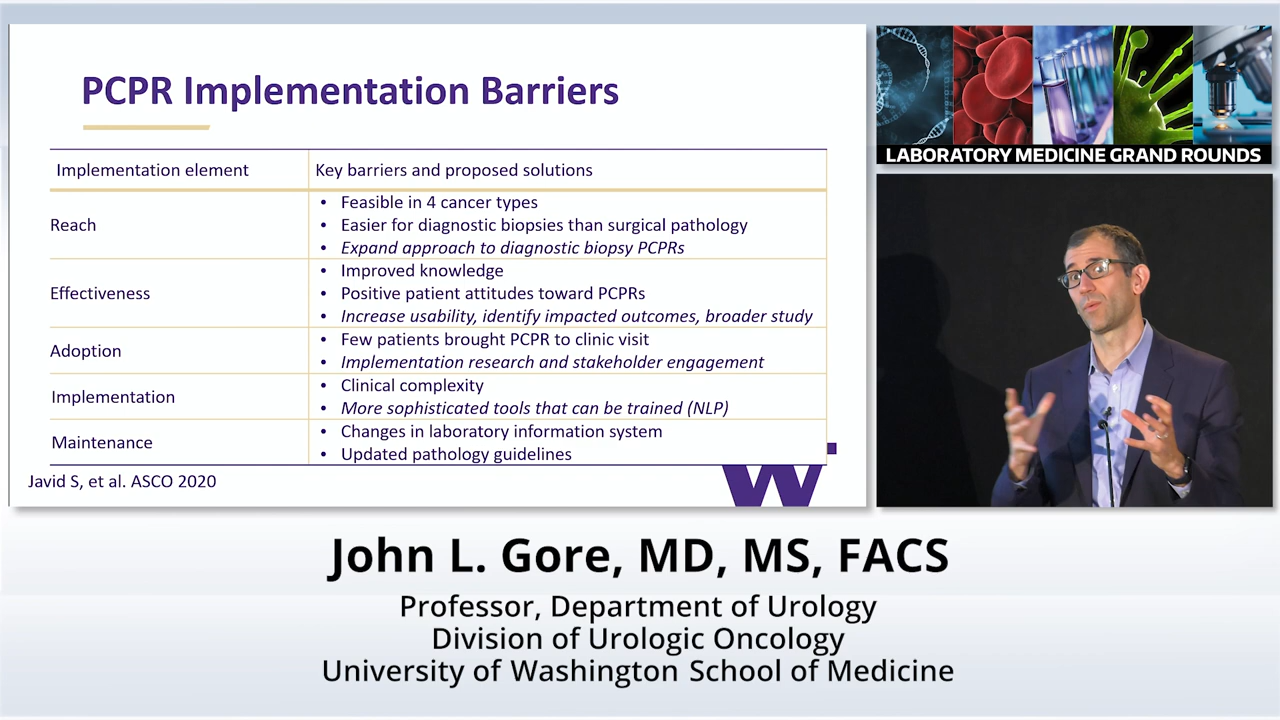 PCPR Implementation Barriers
Implementation element
Key barriers and proposed solutions
Reach
• Feasible in 4 cancer types
• Easier for diagnostic biopsies than surgical pathology
• Expand approach to diagnostic biopsy PCPRs
Effectiveness
• Improved knowledge
• Positive patient attitudes toward PCPRs
• Increase usability, identify impacted outcomes, broader study
Adoption
• Few patients brought PCPR to clinic visit
• Implementation research and stakeholder engagement
Implementation
• Clinical complexity
• More sophisticated tools that can be trained (NLP)
Maintenance
• Changes in laboratory information system
• Updated pathology guidelines
Javid S, et al. ASCO 2020
W
LABORATORY MEDICINE GRAND ROUNDS
John L. Gore, MD, MS, FACS
Professor, Department of Urology
Division of Urologic Oncology
University of Washington School of Medicine